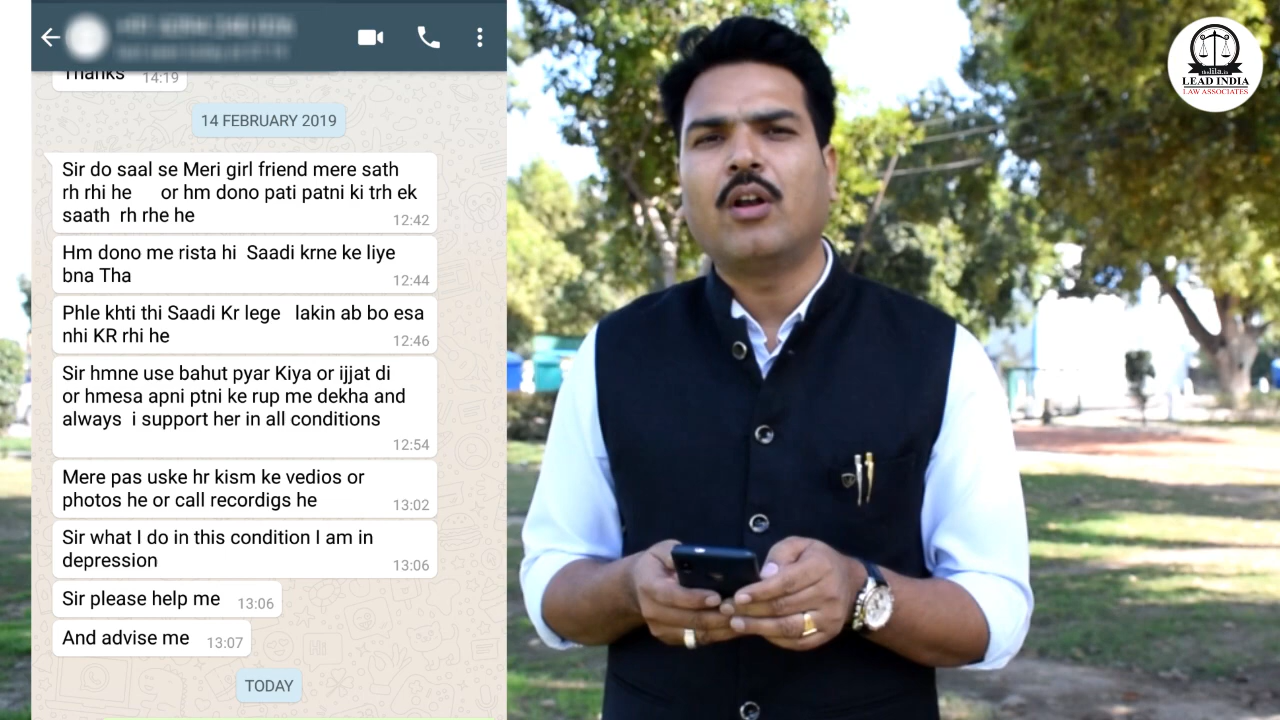 Thanks 14:19
14 FEBRUARY 2019
Sir do saal se Meri girl friend mere sath
rh rhi he or hm dono pati patni ki trh ek
saath rh rhe he 12:42
Hm dono me rista hi Saadi krne ke liye
bna Tha 12:44
Phle khti thi Saadi Kr lege lakin ab bo esa
nhi KR rhi he 12:46
Sir hmne use bahut pyar Kiya or ijjat di
or hmesa apni ptni ke rup me dekha and
always i support her in all conditions
12:54
Mere pas uske hr kism ke vedios or
photos he or call recordigs he 13:02
Sir what I do in this condition I am in
depression 13:06
Sir please help me 13:06
And advise me 13:07
TODAY
LEAD INDIA
LAW ASSOCIATES